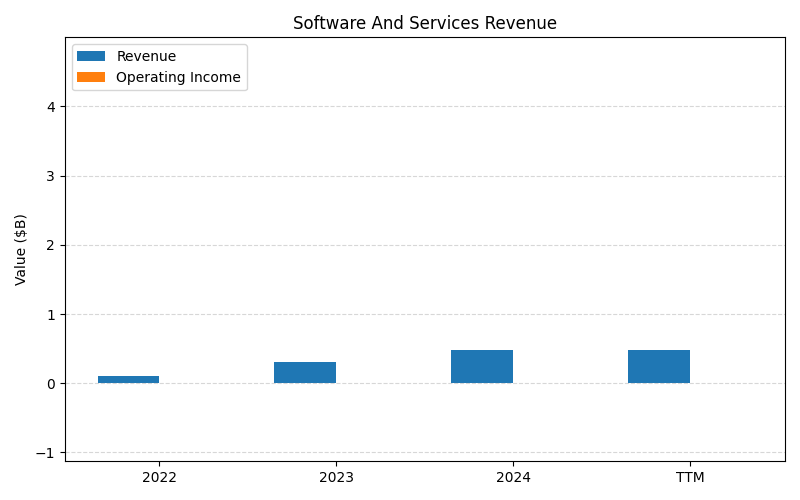 Software And Services Revenue
Revenue
Operating Income
Value ($B)
4
3
2
1
0
−1
2022
2023
2024
TTM